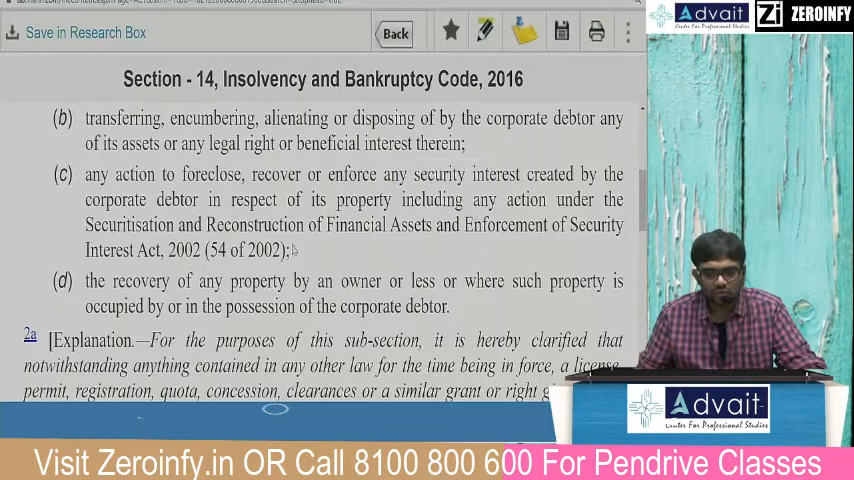 Save in Research Box
Back
Advait
CENTER FOR PROFESSIONAL STUDIES
Zi ZEROINFY
Section - 14, Insolvency and Bankruptcy Code, 2016
(b) transferring, encumbering, alienating or disposing of by the corporate debtor any
of its assets or any legal right or beneficial interest therein;
(c) any action to foreclose, recover or enforce any security interest created by the
corporate debtor in respect of its property including any action under the
Securitisation and Reconstruction of Financial Assets and Enforcement of Security
Interest Act, 2002 (54 of 2002);
(d) the recovery of any property by an owner or less or where such property is
occupied by or in the possession of the corporate debtor.
2a [Explanation.—For the purposes of this sub-section, it is hereby clarified that
notwithstanding anything contained in any other law for the time being in force, a license,
permit, registration, quota, concession, clearances or a similar grant or right
Advait
Center For Professional Studies
Visit Zeroinfy.in OR Call 8100 800 600 For Pendrive Classes